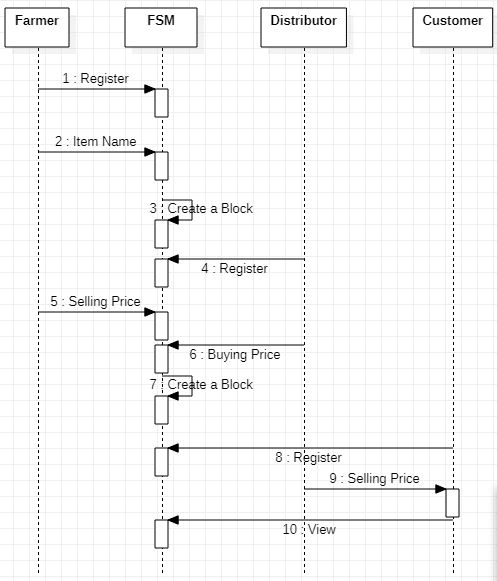 Farmer FSM Distributor Customer
1 : Register
2 : Item Name
3 : Create a Block
4 : Register
5 : Selling Price
6 : Buying Price
7 : Create a Block
8 : Register
9 : Selling Price
10 : View